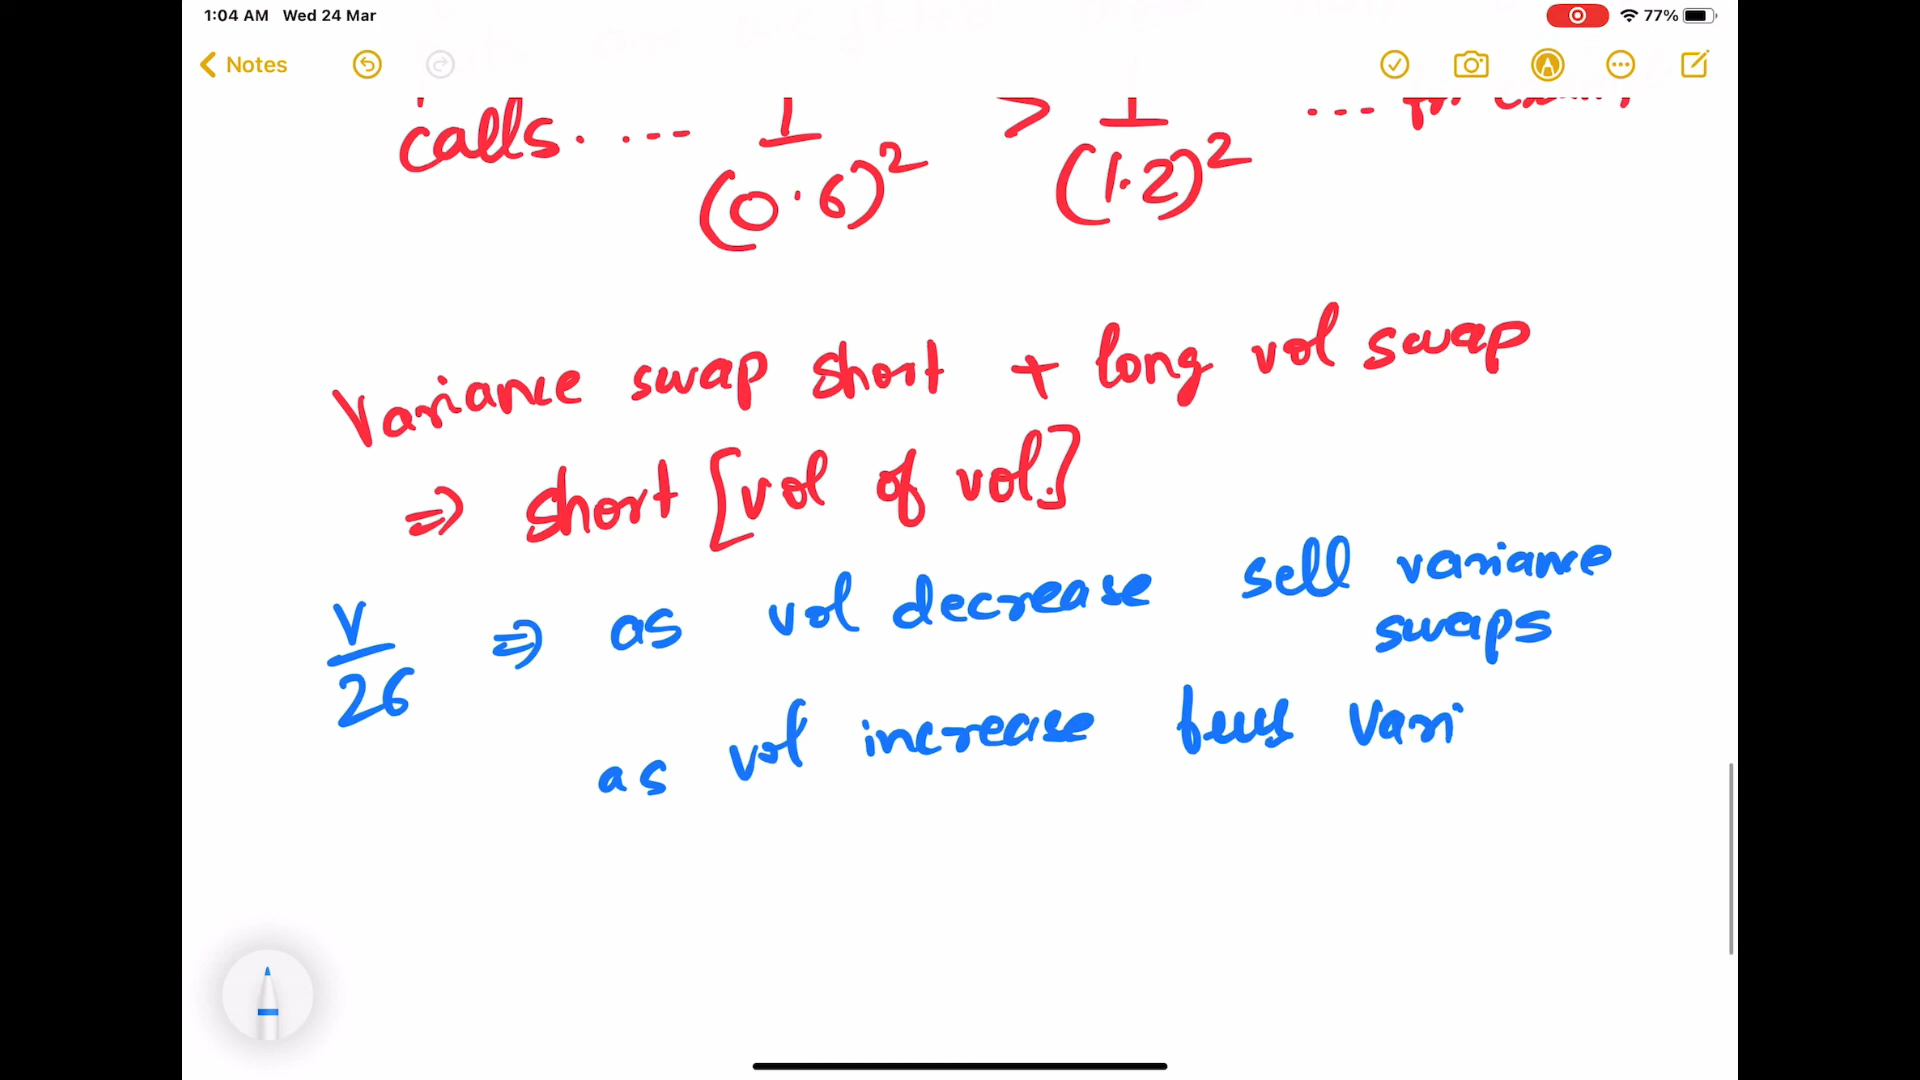 1:04 AM Wed 24 Mar 77%
Notes
calls. . --- 1/(0.6)² > 1/(1.2)² ---
Variance swap short + long vol swap
⇒ short [vol of vol.]
V/26 ⇒ as vol decrease sell variance
swaps
as vol increase Vari